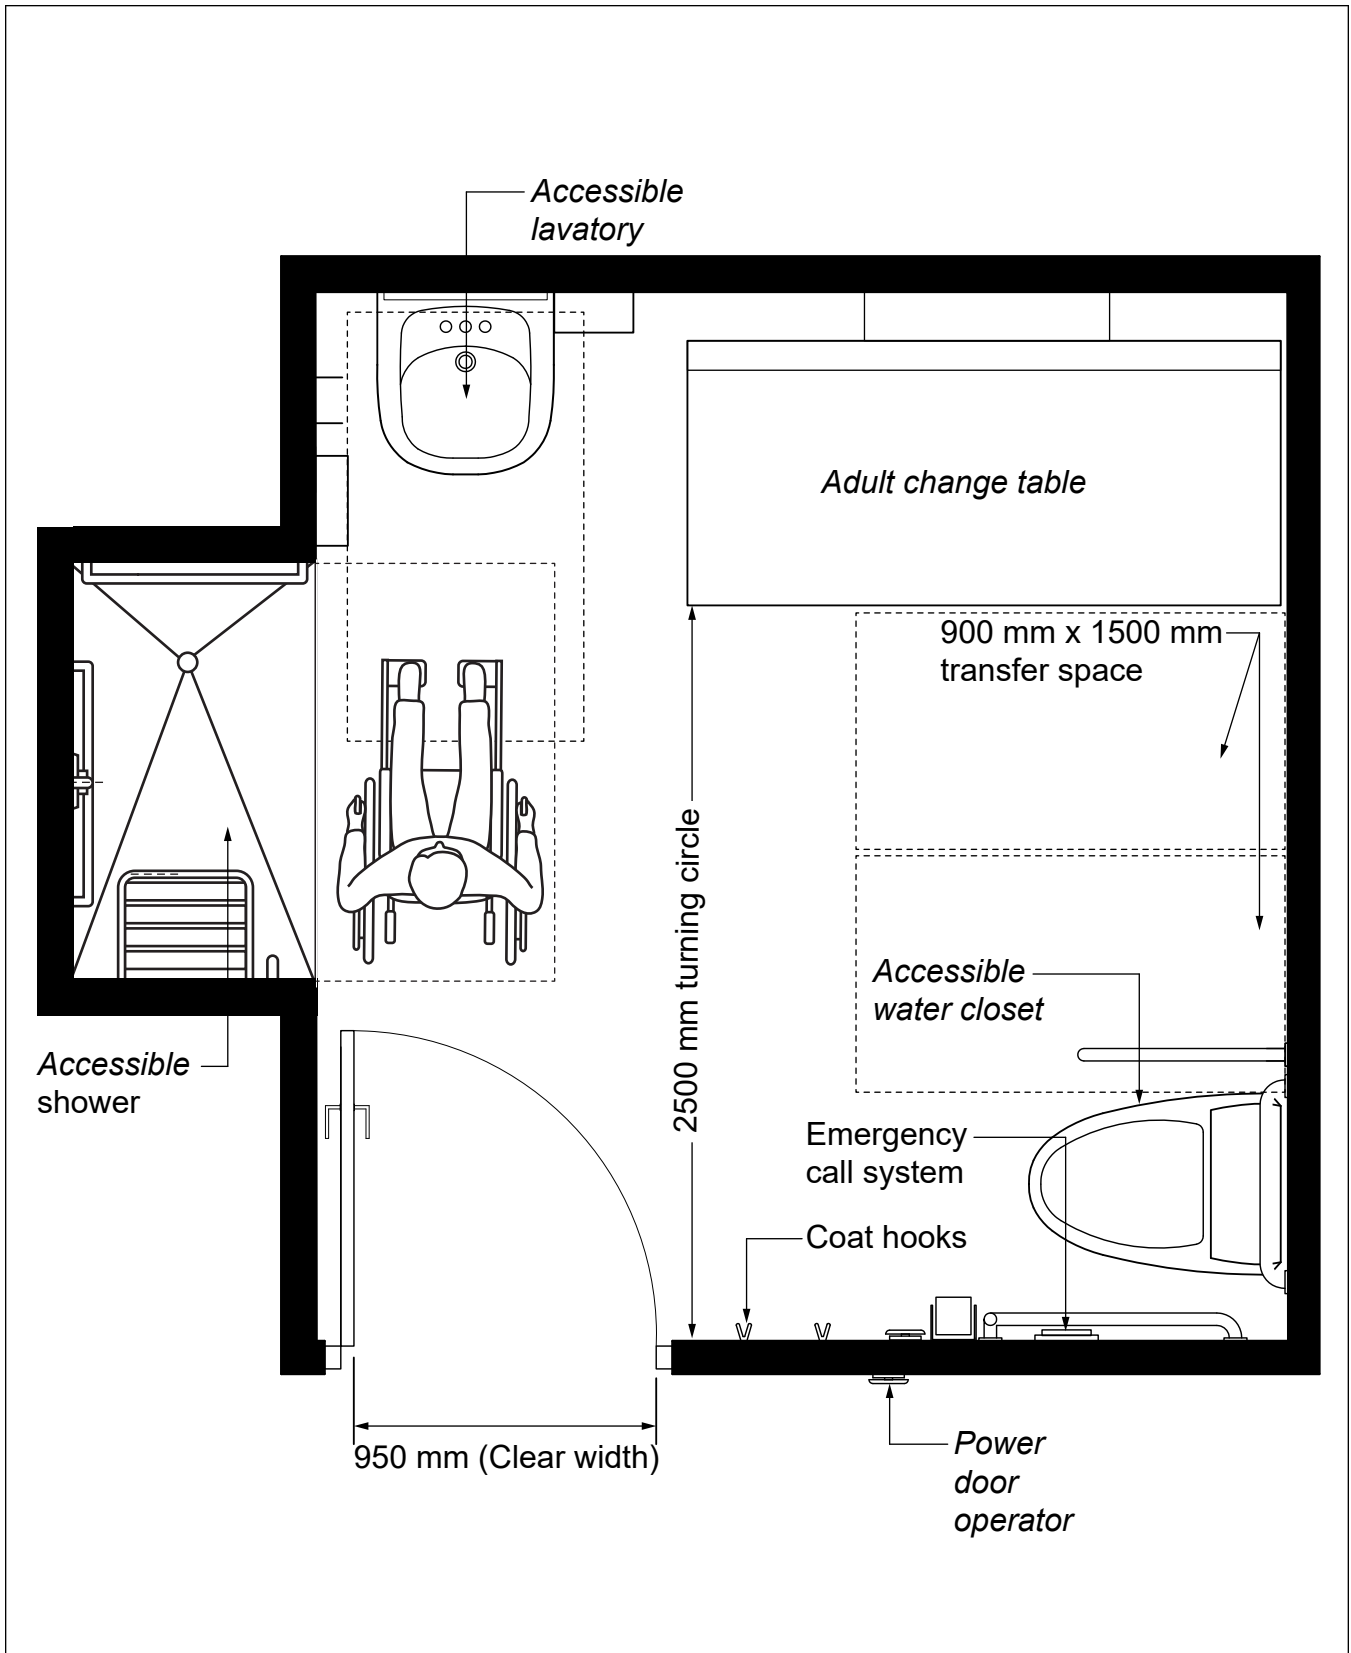 Accessible
lavatory
Adult change table
900 mm x 1500 mm
transfer space
2500 mm turning circle
Accessible
water closet
Accessible
shower
Emergency
call system
Coat hooks
950 mm (Clear width)
Power
door
operator